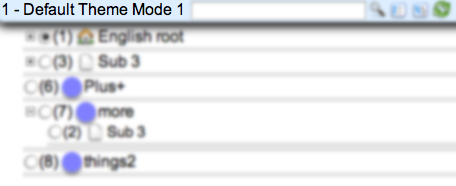 1 - Default Theme Mode 1
(1) English root
(3) Sub 3
(6) Plus+
(7) more
(2) Sub 3
(8) things2